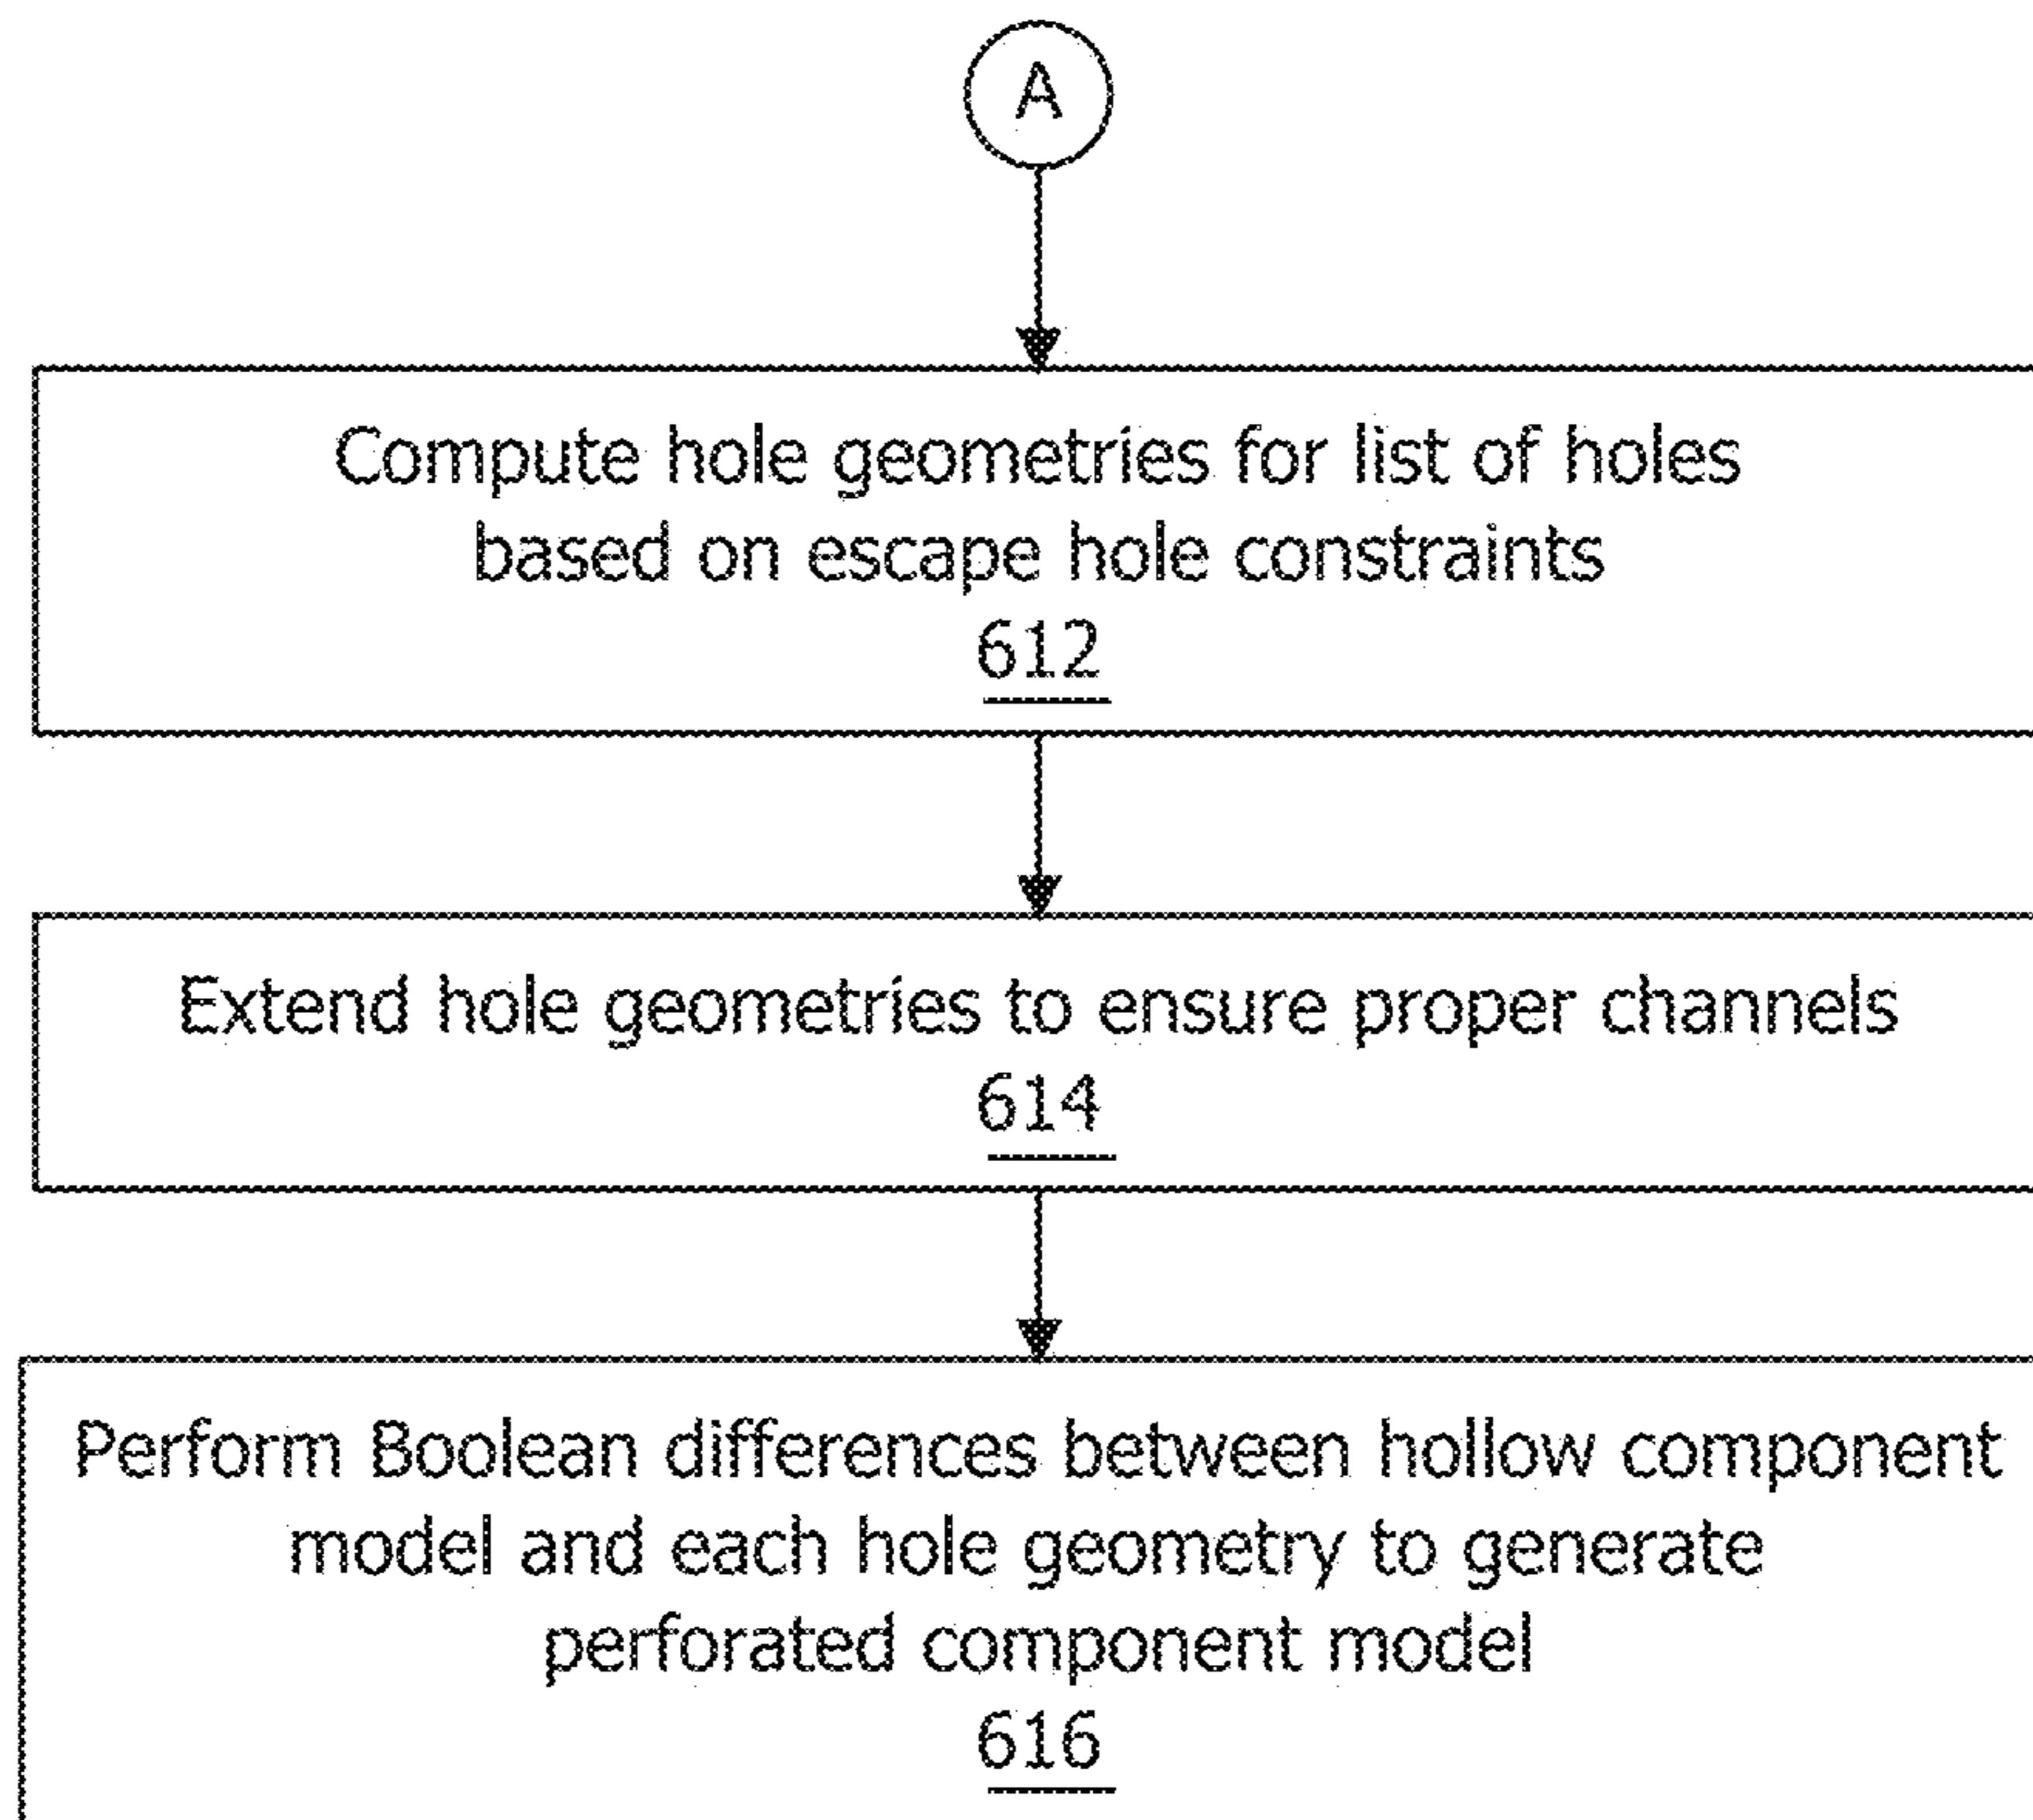 A
Compute hole geometries for list of holes
based on escape hole constraints
612
Extend hole geometries to ensure proper channels
614
Perform Boolean differences between hollow component
model and each hole geometry to generate
perforated component model
616